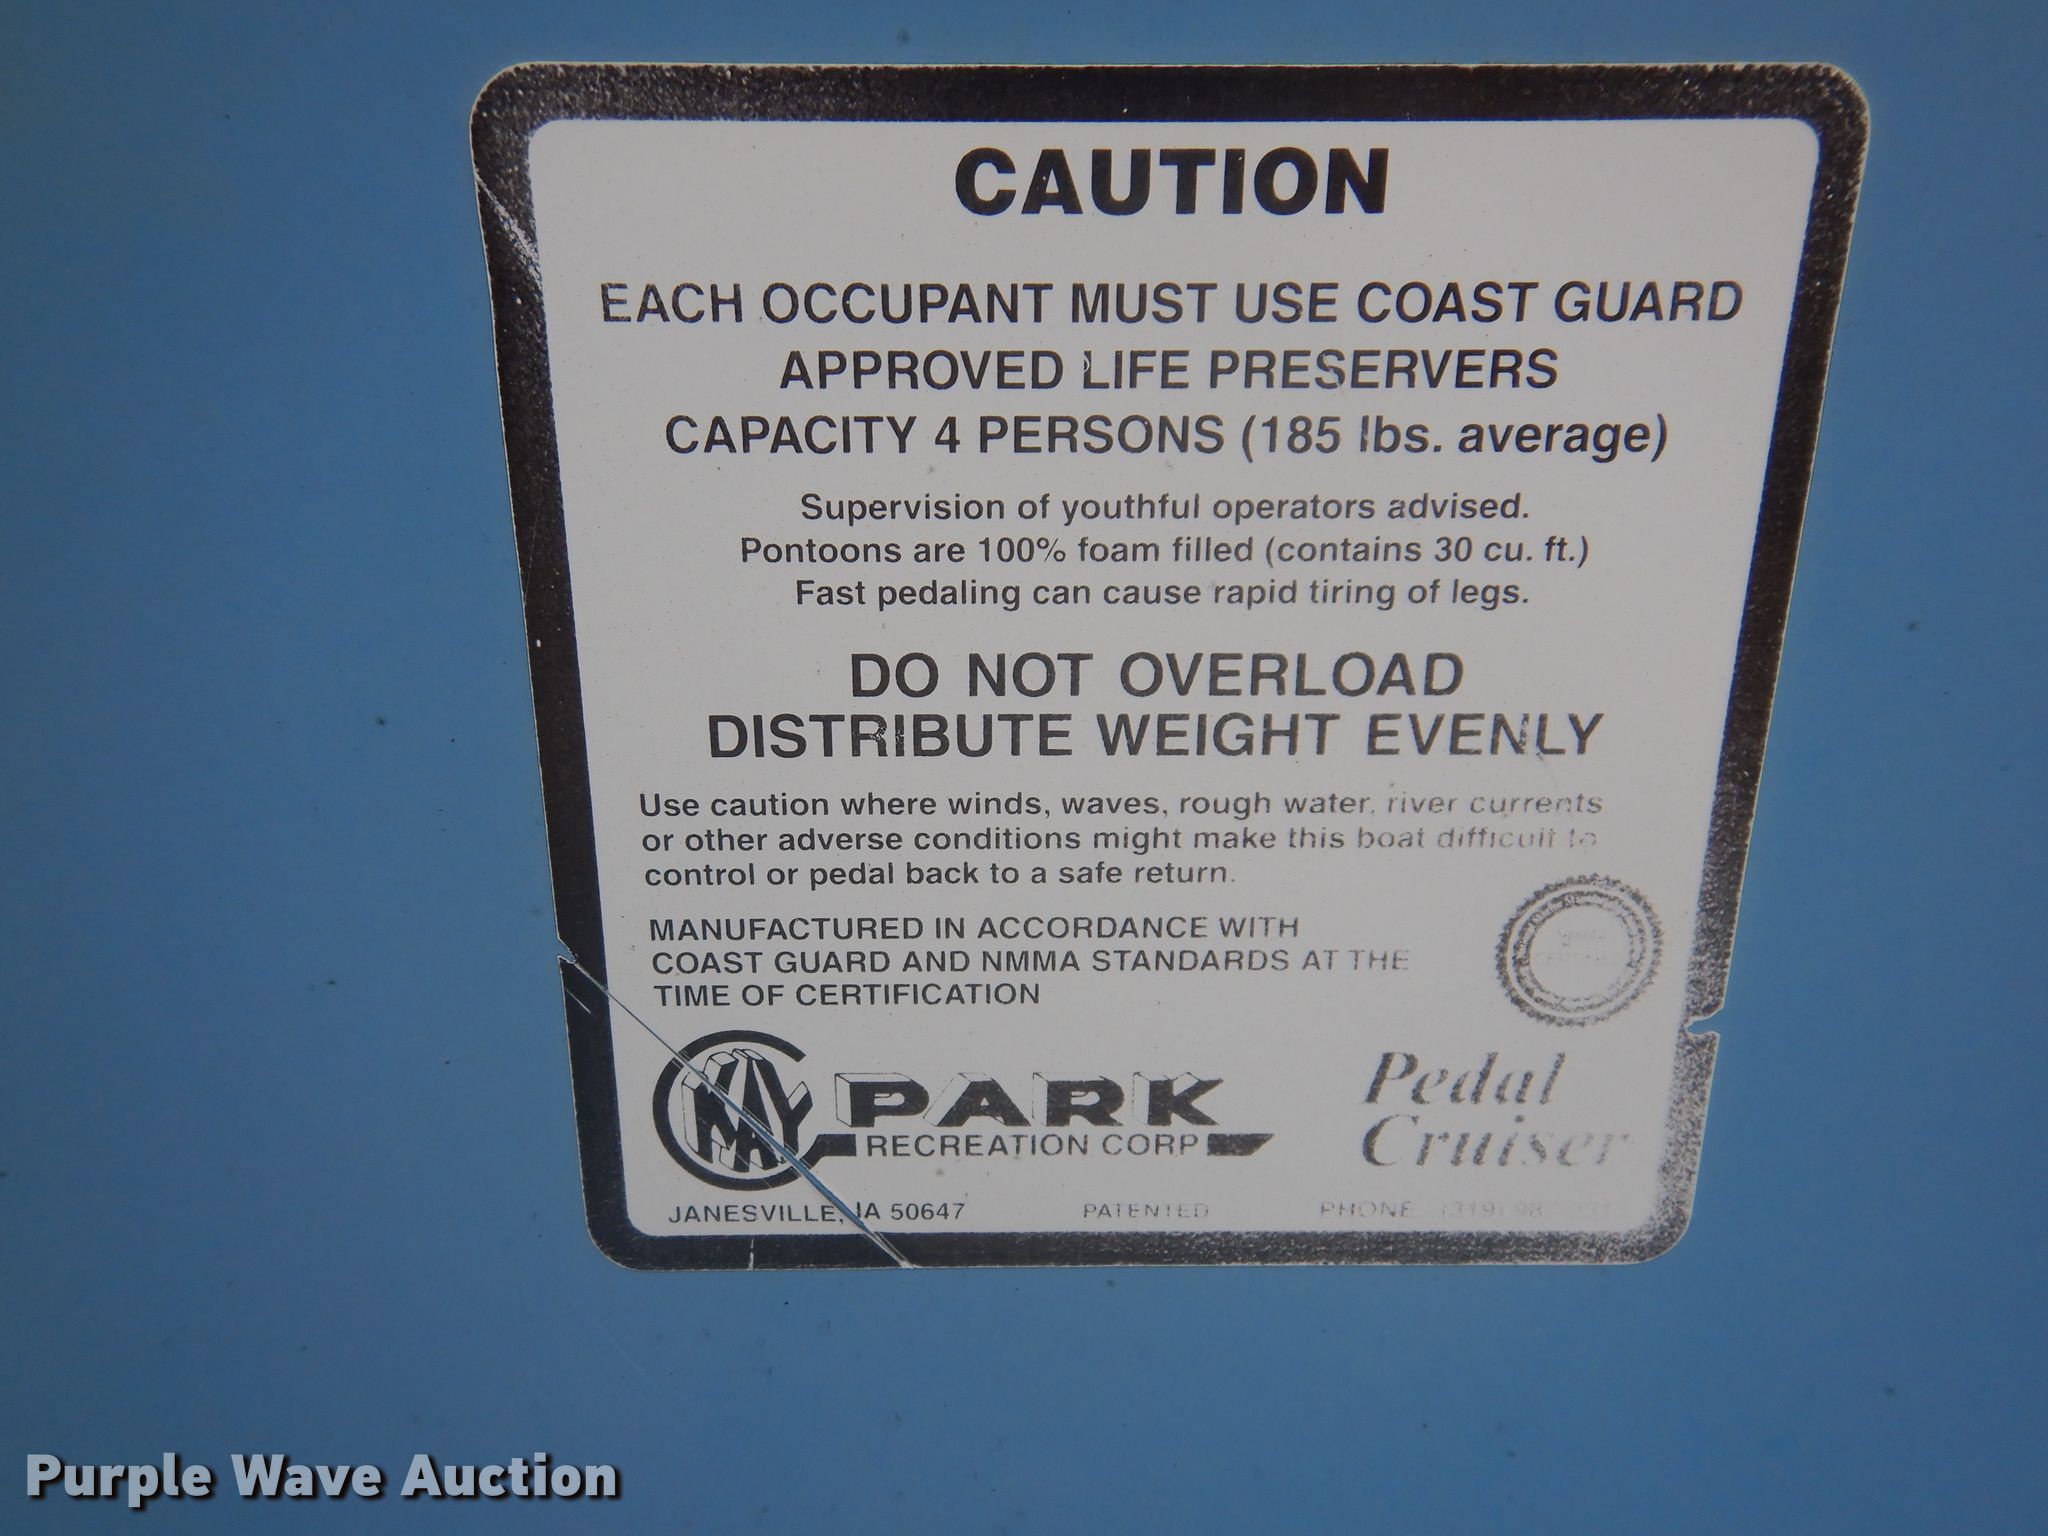 CAUTION
EACH OCCUPANT MUST USE COAST GUARD
APPROVED LIFE PRESERVERS
CAPACITY 4 PERSONS (185 lbs. average)
Supervision of youthful operators advised.
Pontoons are 100% foam filled (contains 30 cu. ft.)
Fast pedaling can cause rapid tiring of legs.
DO NOT OVERLOAD
DISTRIBUTE WEIGHT EVENLY
Use caution where winds, waves, rough water, river currents
or other adverse conditions might make this boat difficult to
control or pedal back to a safe return.
MANUFACTURED IN ACCORDANCE WITH
COAST GUARD AND NMMA STANDARDS AT THE
TIME OF CERTIFICATION
MAY PARK
RECREATION CORP
Pedal
Cruiser
JANESVILLE, IA 50647 PATENTED PHONE (319)
Purple Wave Auction